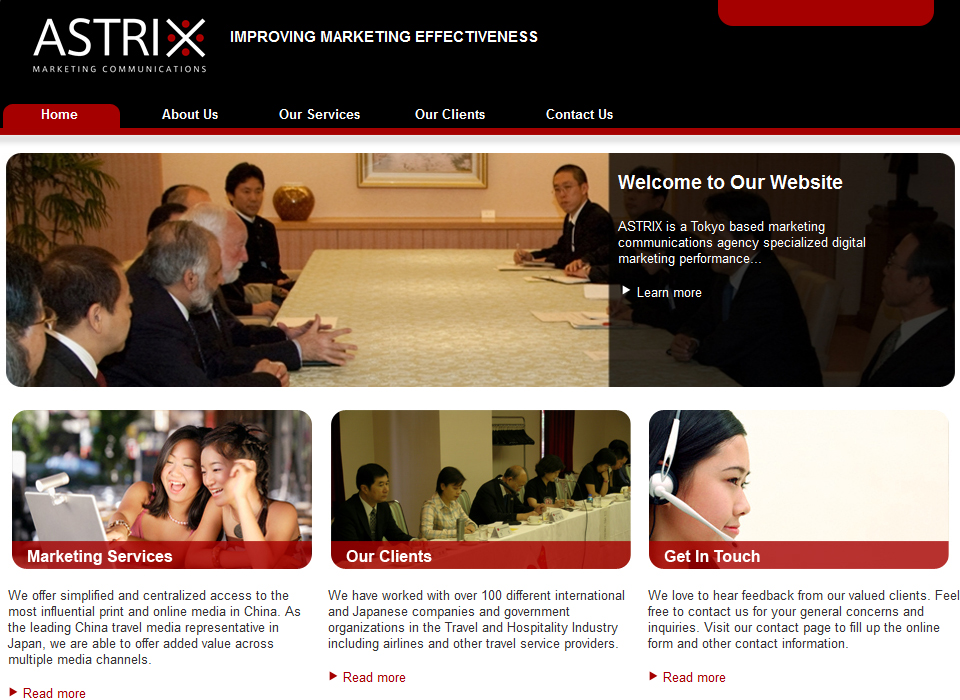 ASTRIX
MARKETING COMMUNICATIONS
IMPROVING MARKETING EFFECTIVENESS
Home
About Us
Our Services
Our Clients
Contact Us
Welcome to Our Website
ASTRIX is a Tokyo based marketing
communications agency specialized digital
marketing performance...
Learn more
Marketing Services
We offer simplified and centralized access to the
most influential print and online media in China. As
the leading China travel media representative in
Japan, we are able to offer added value across
multiple media channels.
Read more
Our Clients
We have worked with over 100 different international
and Japanese companies and government
organizations in the Travel and Hospitality Industry
including airlines and other travel service providers.
Read more
Get In Touch
We love to hear feedback from our valued clients. Feel
free to contact us for your general concerns and
inquiries. Visit our contact page to fill up the online
form and other contact information.
Read more